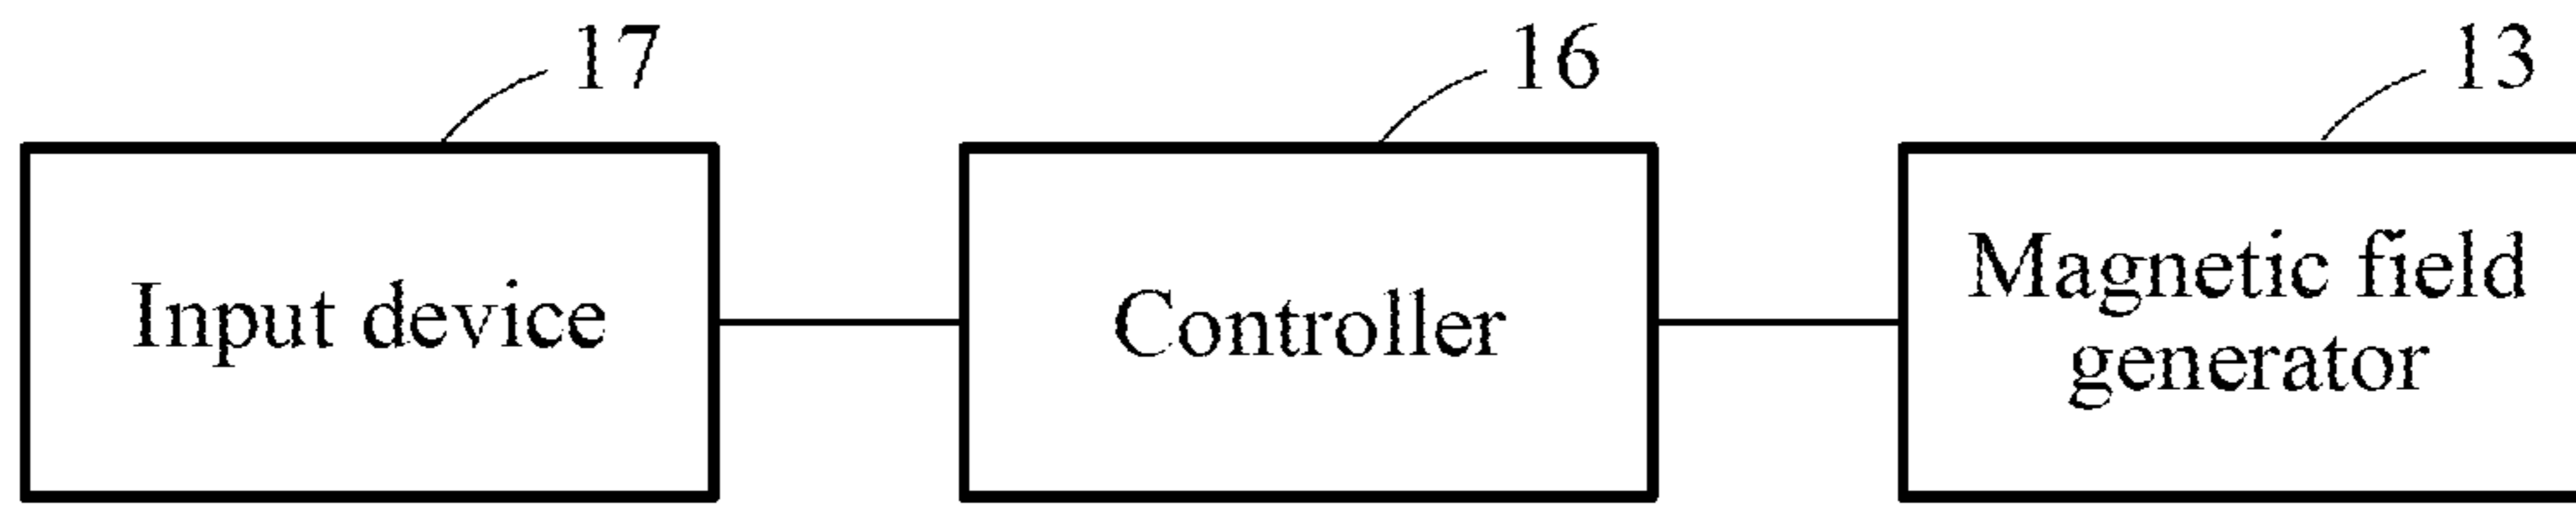 17
16
13
Input device
Controller
Magnetic field
generator